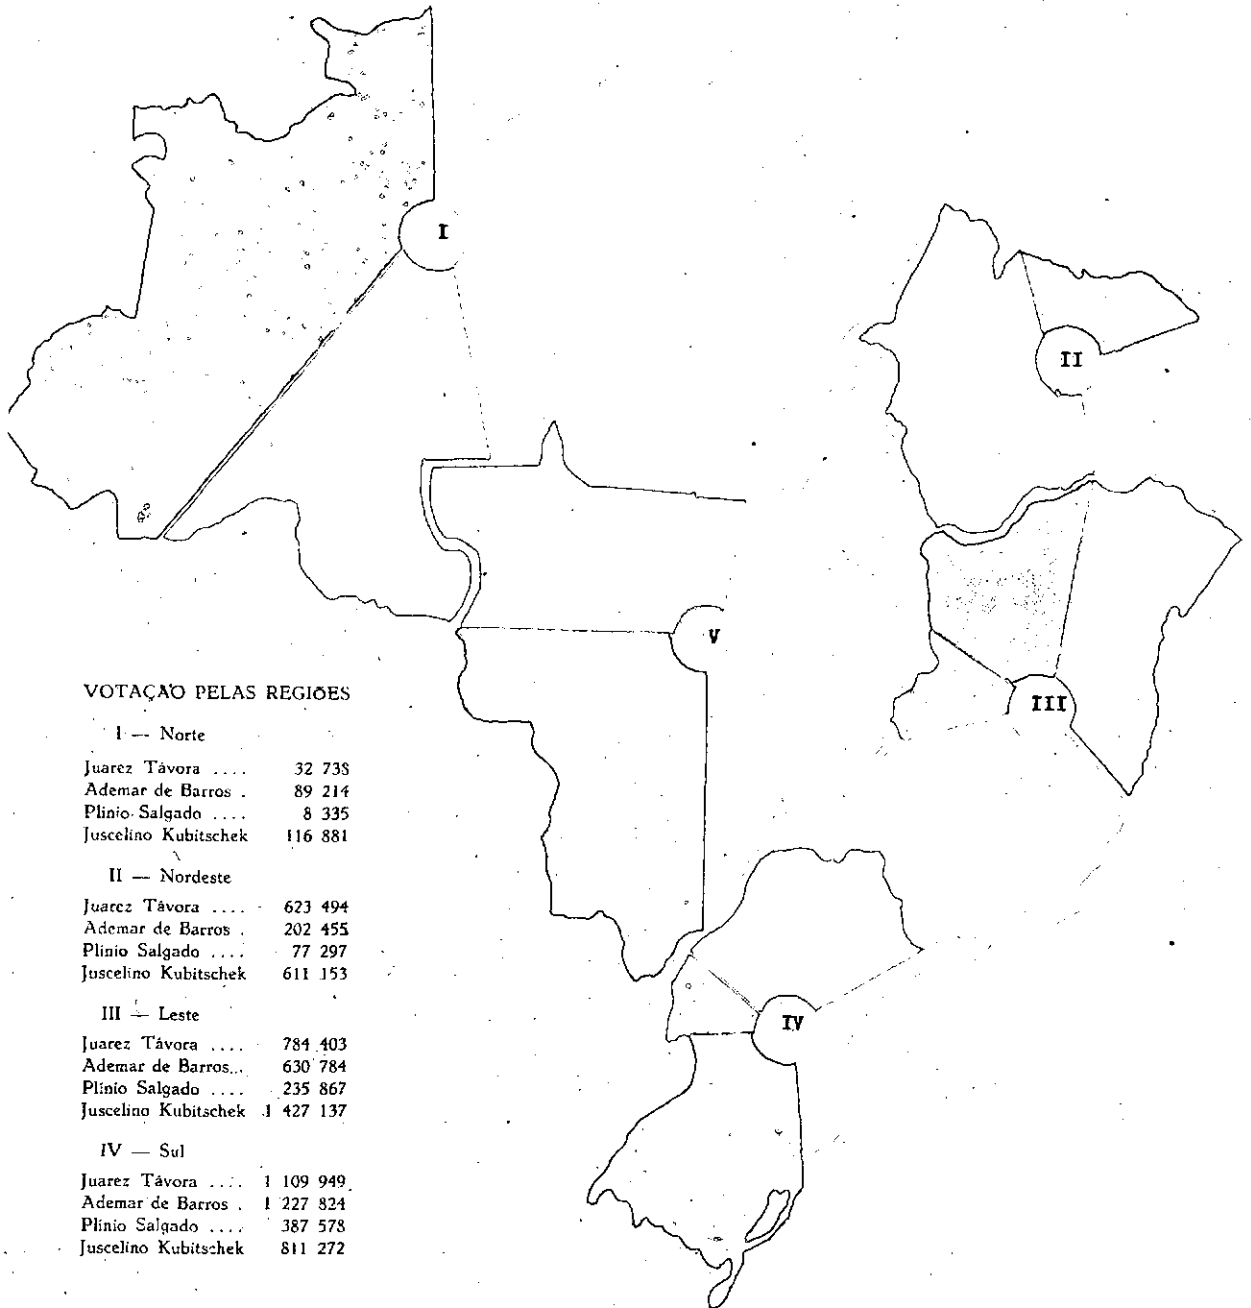 I
II
V
III
IV
VOTAÇAO PELAS REGIÕES
I — Norte
Juarez Távora .... 32 738
Ademar de Barros . 89 214
Plinio Salgado .... 8 335
Juscelino Kubitschek 116 881
II — Nordeste
Juarez Távora .... 623 494
Ademar de Barros . 202 455
Plinio Salgado .... 77 297
Juscelino Kubitschek 611 153
III — Leste
Juarez Távora .... 784 403
Ademar de Barros... 630 784
Plinio Salgado .... 235 867
Juscelino Kubitschek 1 427 137
IV — Sul
Juarez Távora .... 1 109 949
Ademar de Barros . 1 227 824
Plinio Salgado .... 387 578
Juscelino Kubitschek 811 272